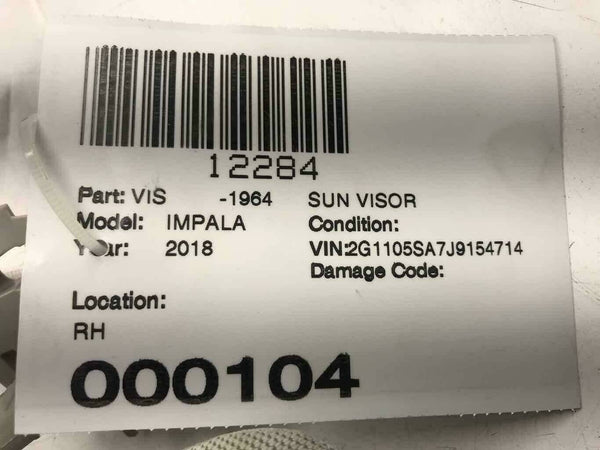 12284
Part: VIS -1964 SUN VISOR
Model: IMPALA Condition:
Year: 2018 VIN:2G1105SA7J9154714
Damage Code:
Location:
RH
000104